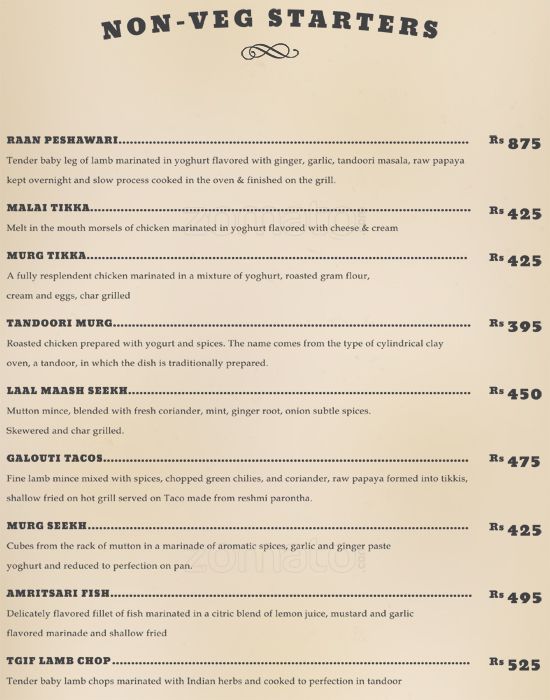 NON-VEG STARTERS
RAAN PESHAWARI Rs 875
Tender baby leg of lamb marinated in yoghurt flavored with ginger, garlic, tandoori masala, raw papaya
kept overnight and slow process cooked in the oven & finished on the grill.
MALAI TIKKA Rs 425
Melt in the mouth morsels of chicken marinated in yoghurt flavored with cheese & cream
MURG TIKKA Rs 425
A fully resplendent chicken marinated in a mixture of yoghurt, roasted gram flour,
cream and eggs, char grilled
TANDOORI MURG Rs 395
Roasted chicken prepared with yogurt and spices. The name comes from the type of cylindrical clay
oven, a tandoor, in which the dish is traditionally prepared.
LAAL MAASH SEEKH Rs 450
Mutton mince, blended with fresh coriander, mint, ginger root, onion subtle spices.
Skewered and char grilled.
GALOUTI TACOS Rs 475
Fine lamb mince mixed with spices, chopped green chilies, and coriander, raw papaya formed into tikkis,
shallow fried on hot grill served on Taco made from reshmi parontha.
MURG SEEKH Rs 425
Cubes from the rack of mutton in a marinade of aromatic spices, garlic and ginger paste
yoghurt and reduced to perfection on pan.
zomato.com
AMRITSARI FISH Rs 495
Delicately flavored fillet of fish marinated in a citric blend of lemon juice, mustard and garlic
flavored marinade and shallow fried
TGIF LAMB CHOP Rs 525
Tender baby lamb chops marinated with Indian herbs and cooked to perfection in tandoor